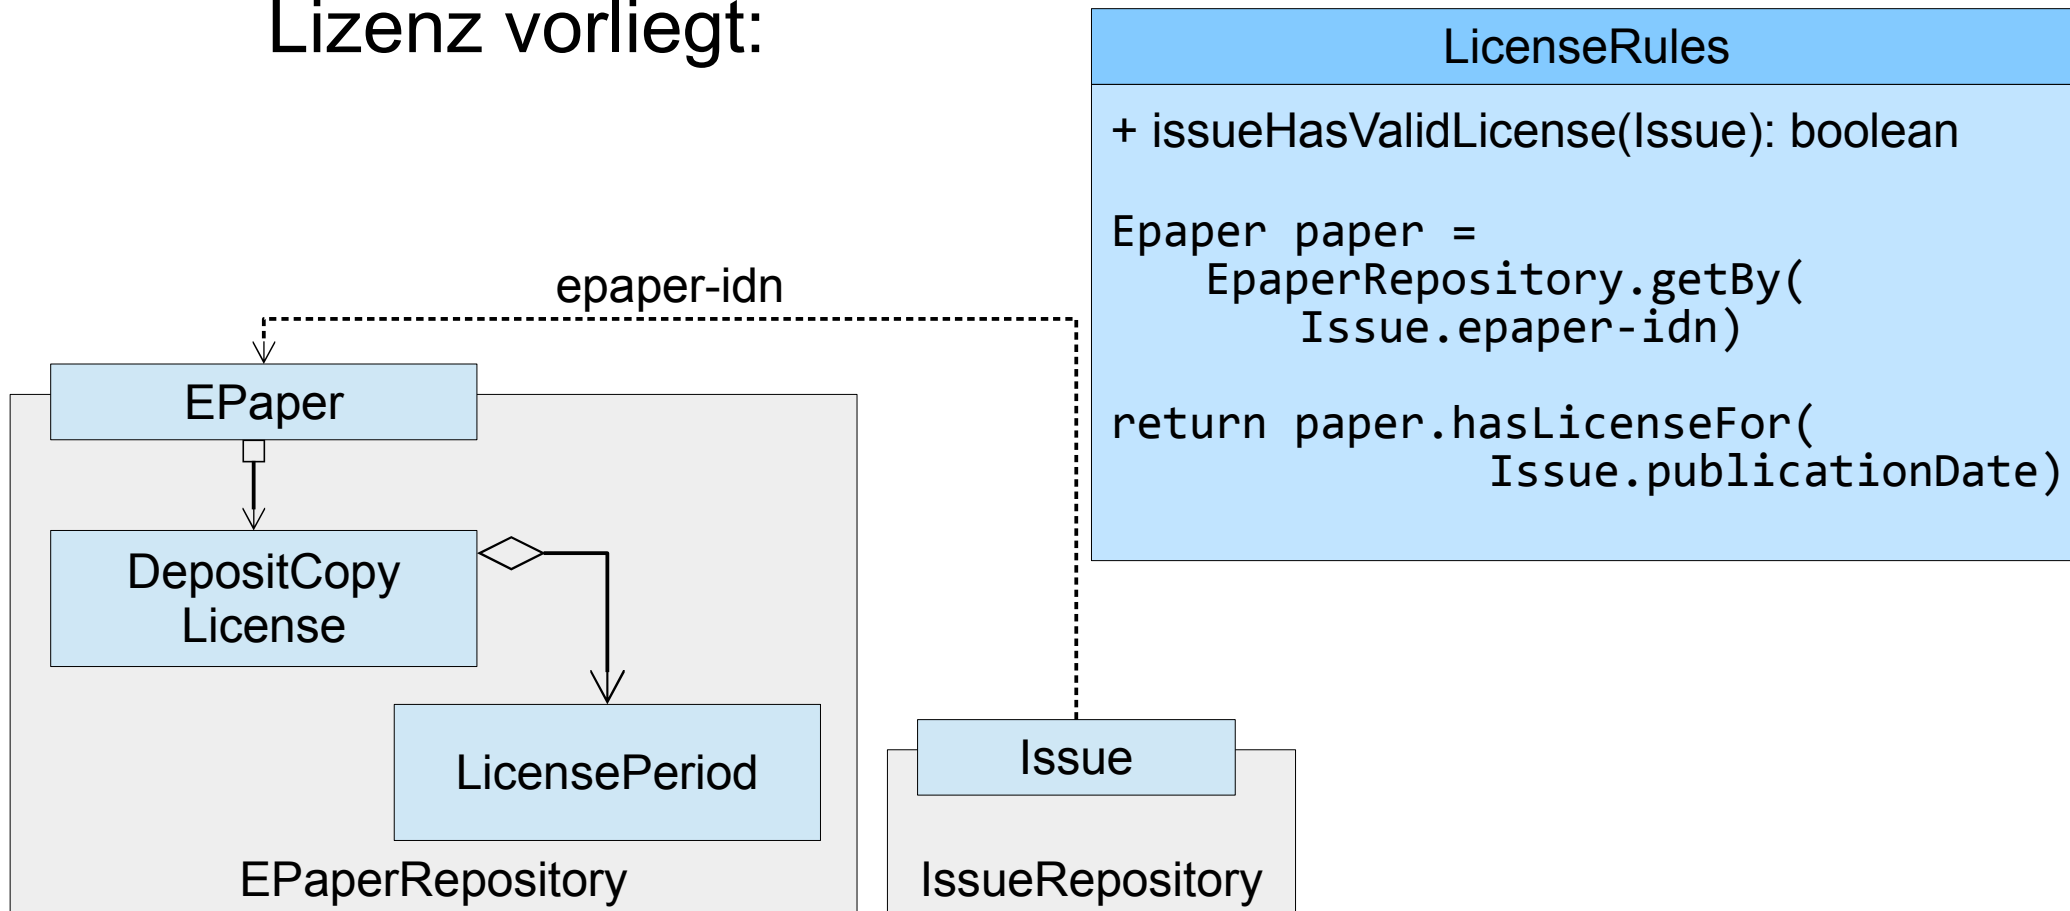 Lizenz vorliegt:
LicenseRules
+ issueHasValidLicense(Issue): boolean
Epaper paper =
EpaperRepository.getBy(
Issue.epaper-idn)
return paper.hasLicenseFor(
Issue.publicationDate)
epaper-idn
EPaper
DepositCopy
License
LicensePeriod
EPaperRepository
Issue
IssueRepository